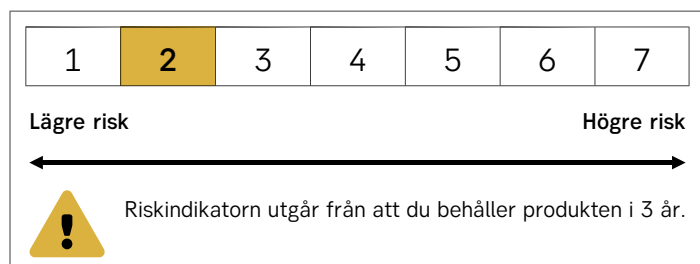 1 2 3 4 5 6 7
Lägre risk Högre risk
Riskindikatorn utgår från att du behåller produkten i 3 år.